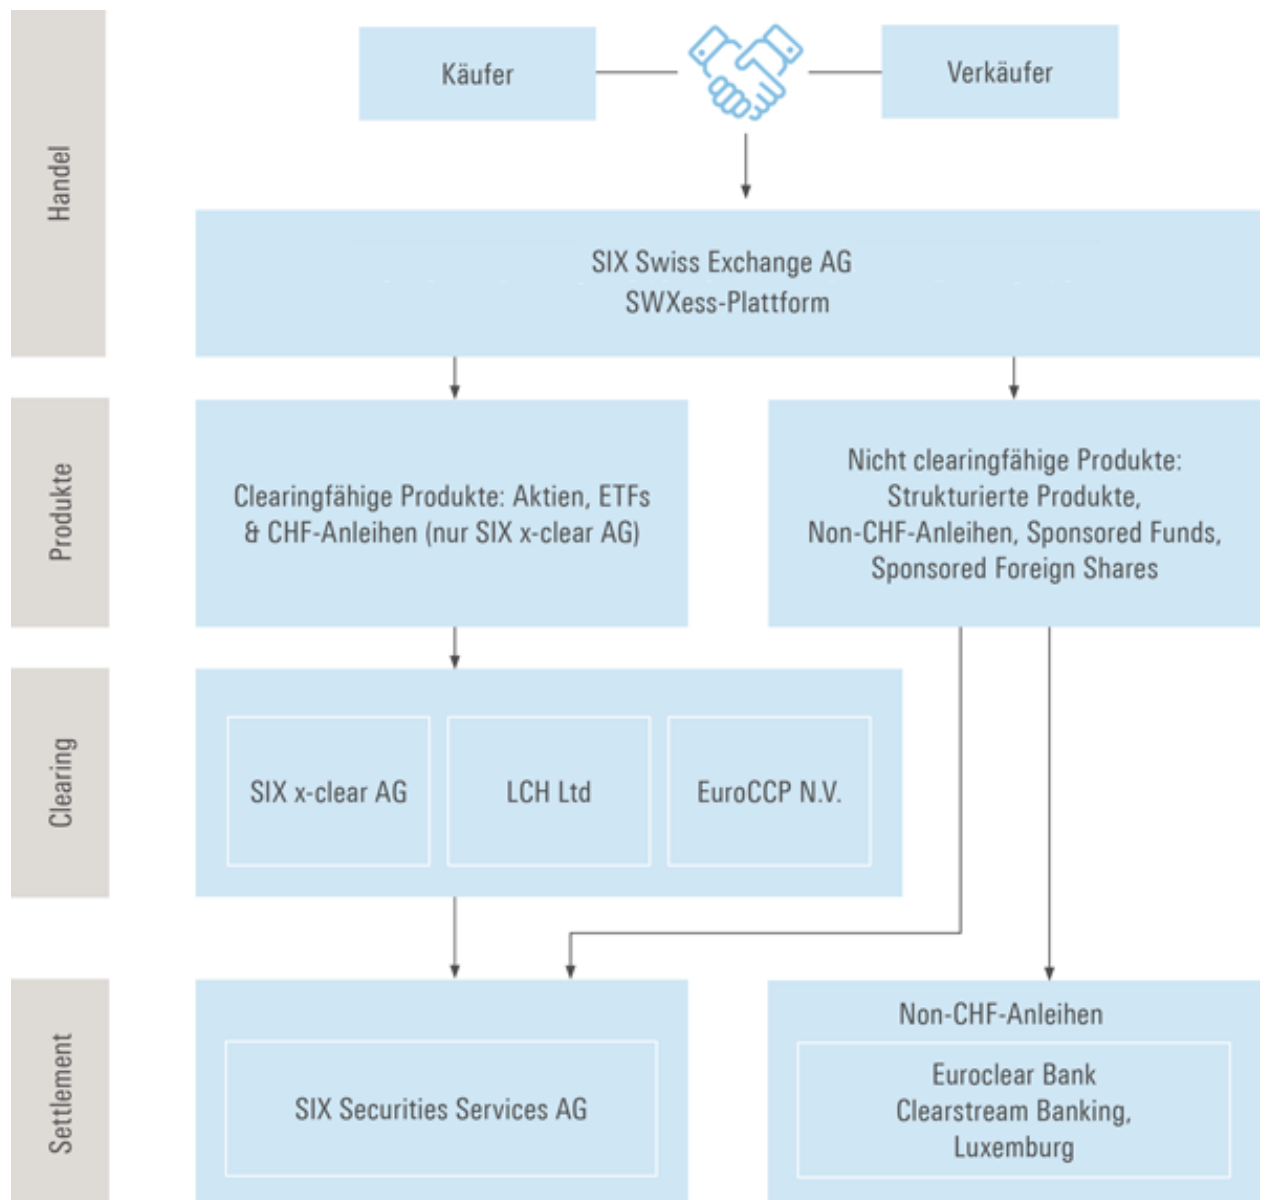 Handel
Käufer
Verkäufer
SIX Swiss Exchange AG
SWXess-Plattform
Produkte
Clearingfähige Produkte: Aktien, ETFs
& CHF-Anleihen (nur SIX x-clear AG)
Nicht clearingfähige Produkte:
Strukturierte Produkte,
Non-CHF-Anleihen, Sponsored Funds,
Sponsored Foreign Shares
Clearing
SIX x-clear AG
LCH Ltd
EuroCCP N.V.
Settlement
SIX Securities Services AG
Non-CHF-Anleihen
Euroclear Bank
Clearstream Banking,
Luxemburg